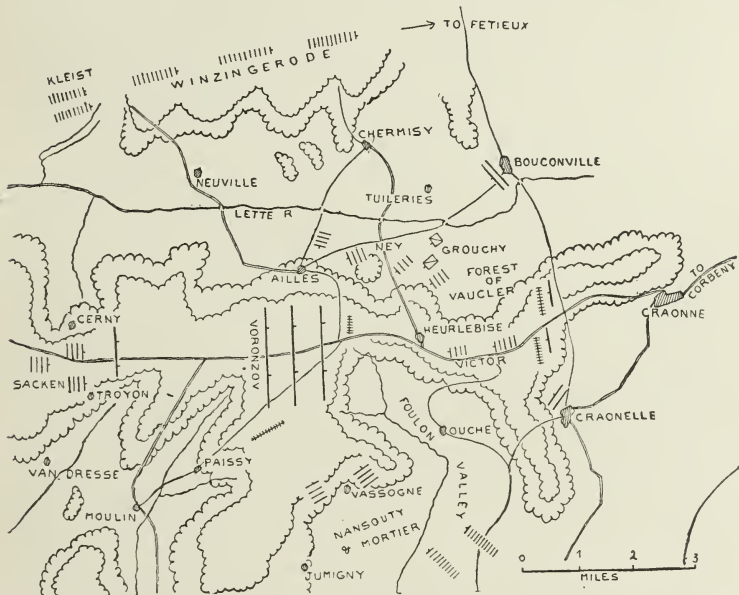 TO FETIEUX
KLEIST
WINZINGERODE
CHERMISY
BOUCONVILLE
NEUVILLE
TUILERIES
LETTE R
NEY
GROUCHY
AILLES
FOREST
OF
VAUCLER
TO
CORBENY
CRAONNE
CERNY
VORONZOV
HEURLEBISE
VICTOR
SACKEN
TROYON
CRAONELLE
FOULON
OUCHE
VALLEY
PAISSY
VAN DRESSE
VASSOGNE
MOULIN
NANSOUTY
& MORTIER
JUMIGNY
0 1 2 3
MILES